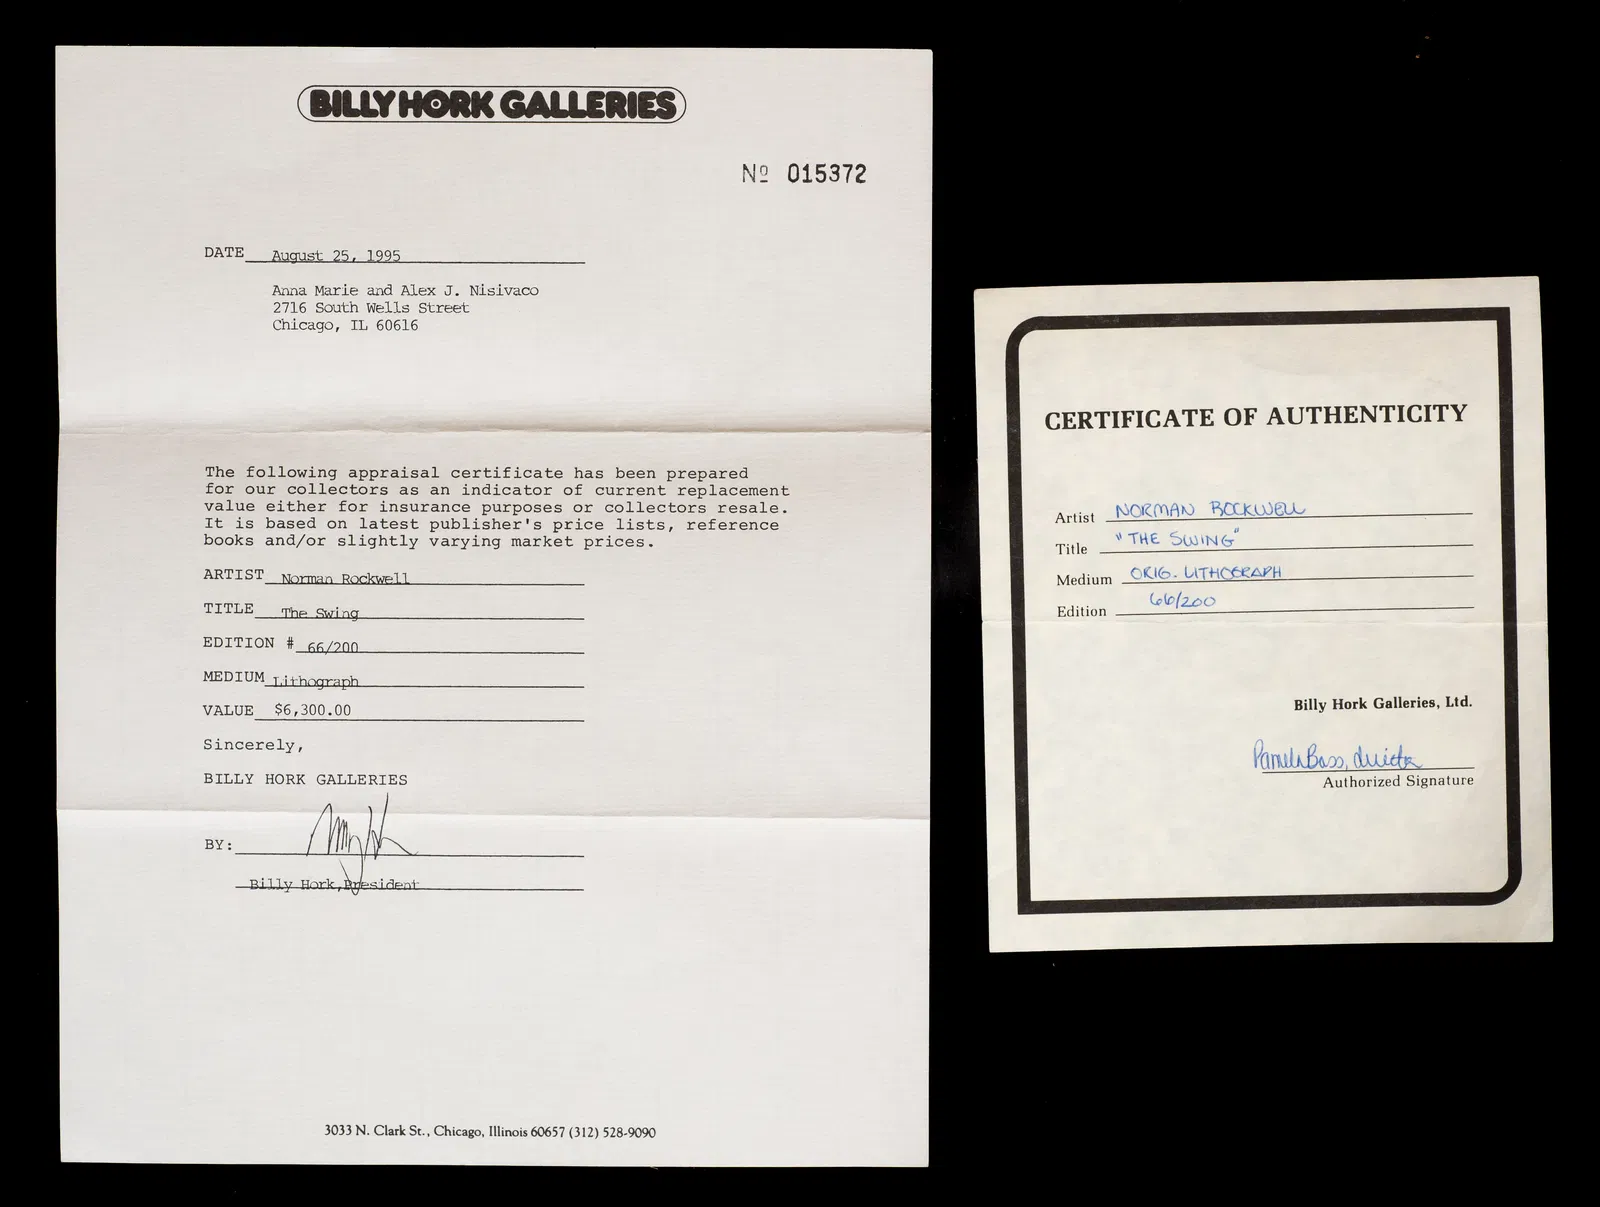 BILLY HORK GALLERIES
Nº 015372
DATE August 25, 1995
Anna Marie and Alex J. Nisivaco
2716 South Wells Street
Chicago, IL 60616
The following appraisal certificate has been prepared
for our collectors as an indicator of current replacement
value either for insurance purposes or collectors resale.
It is based on latest publisher's price lists, reference
books and/or slightly varying market prices.
ARTIST Norman Rockwell
TITLE The Swing
EDITION # 66/200
MEDIUM Lithograph
VALUE $6,300.00
Sincerely,
BILLY HORK GALLERIES
BY:
Billy Hork, President
3033 N. Clark St., Chicago, Illinois 60657 (312) 528-9090
CERTIFICATE OF AUTHENTICITY
Artist NORMAN ROCKWELL
Title "THE SWING"
Medium ORIG. LITHOGRAPH
Edition 66/200
Billy Hork Galleries, Ltd.
Pamela Bass, director
Authorized Signature